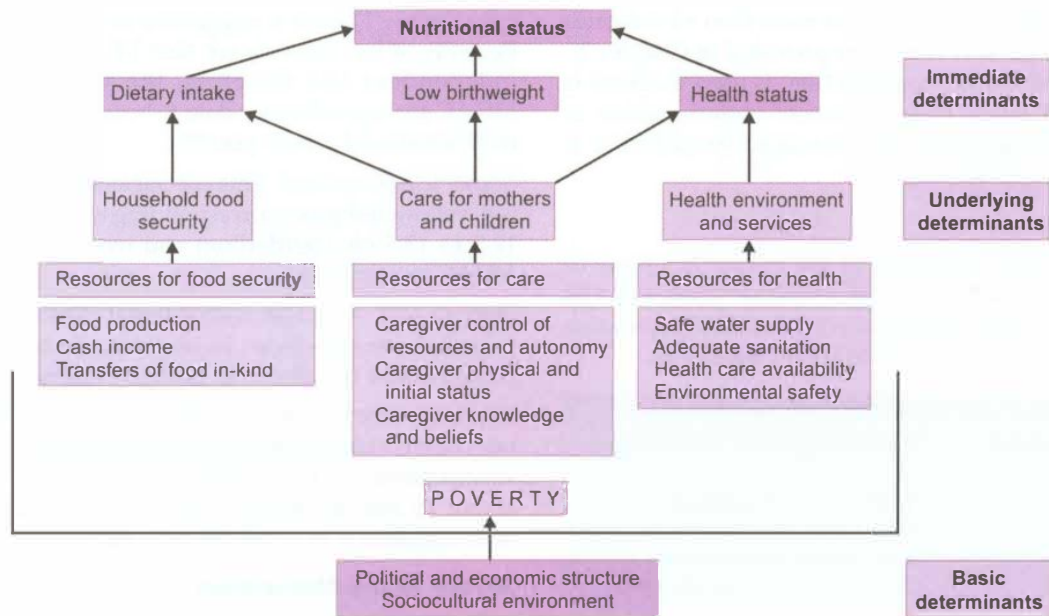 Nutritional status
Dietary intake
Low birthweight
Health status
Immediate
determinants
Household food
security
Care for mothers
and children
Health environment
and services
Underlying
determinants
Resources for food security
Resources for care
Resources for health
Food production
Cash income
Transfers of food in-kind
Caregiver control of
resources and autonomy
Caregiver physical and
initial status
Caregiver knowledge
and beliefs
Safe water supply
Adequate sanitation
Health care availability
Environmental safety
POVERTY
Political and economic structure
Sociocultural environment
Basic
determinants